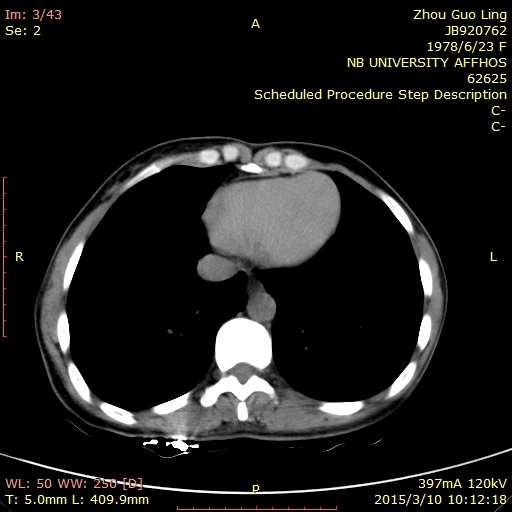 Im: 3/43
Se: 2
A
Zhou Guo Ling
JB920762
1978/6/23 F
NB UNIVERSITY AFFHOS
62625
Scheduled Procedure Step Description
C-
C-
R
L
WL: 50 WW: 250 [D]
T: 5.0mm L: 409.9mm
P
397mA 120kV
2015/3/10 10:12:18